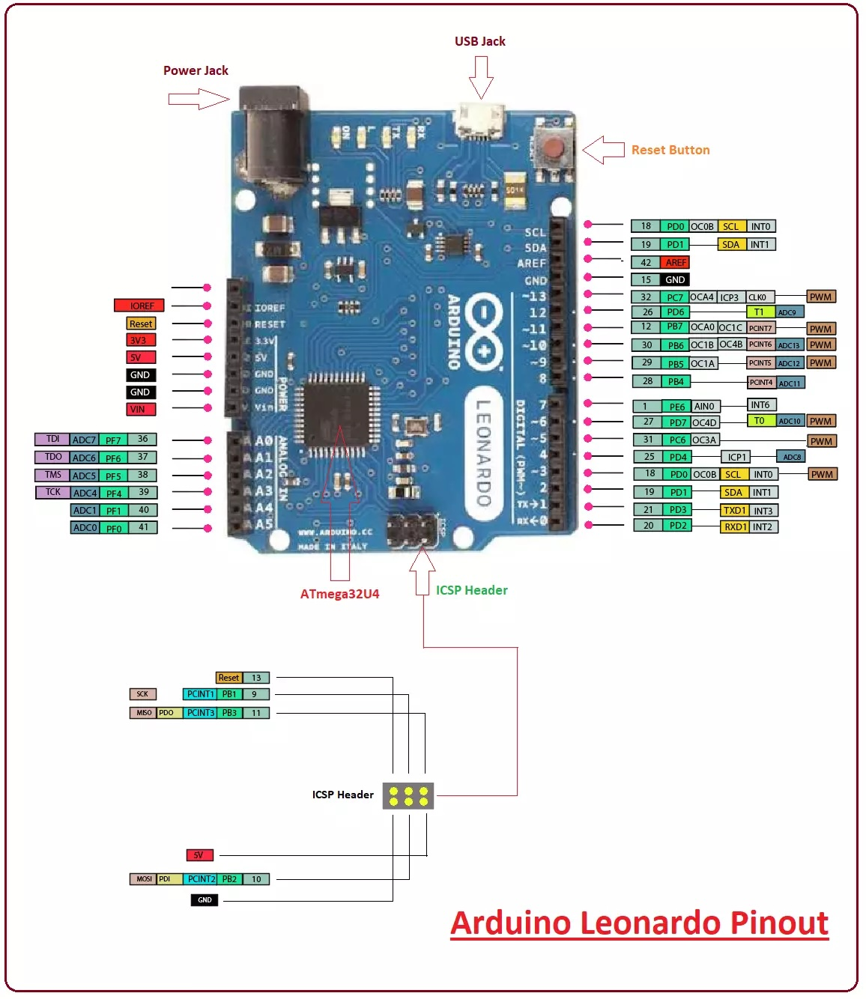 USB Jack
Power Jack
ON L TX RX
RESET
Reset Button
SCL
18 PD0 OC0B SCL INT0
SDA
19 PD1 SDA INT1
AREF
42 AREF
GND
15 GND
~13
32 PC7 OCA4 ICP3 CLK0 PWM
12
26 PD6 T1 ADC9
~11
12 PB7 OCA0 OC1C PCINT7 PWM
~10
30 PB6 OC1B OC4B PCINT6 ADC13 PWM
~9
29 PB5 OC1A PCINT5 ADC12 PWM
8
28 PB4 PCINT4 ADC11
7
1 PE6 AIN0 INT6
~6
27 PD7 OC4D T0 ADC10 PWM
~5
31 PC6 OC3A PWM
4
25 PD4 ICP1 ADC8
~3
18 PD0 OC0B SCL INT0 PWM
2
19 PD1 SDA INT1
TX→1
21 PD3 TXD1 INT3
RX←0
20 PD2 RXD1 INT2
DIGITAL (PWM~)
ARDUINO
LEONARDO
IOREF IOREF
Reset RESET
3V3 3.3V
5V 5V
GND GND
GND GND
VIN Vin
POWER
TDI ADC7 PF7 36 A0
TDO ADC6 PF6 37 A1
TMS ADC5 PF5 38 A2
TCK ADC4 PF4 39 A3
ADC1 PF1 40 A4
ADC0 PF0 41 A5
ANALOG IN
WWW.ARDUINO.CC
MADE IN ITALY
ICSP
ATmega32U4
ICSP Header
Reset 13
SCK PCINT1 PB1 9
MISO PDO PCINT3 PB3 11
ICSP Header
5V
MOSI PDI PCINT2 PB2 10
GND
Arduino Leonardo Pinout